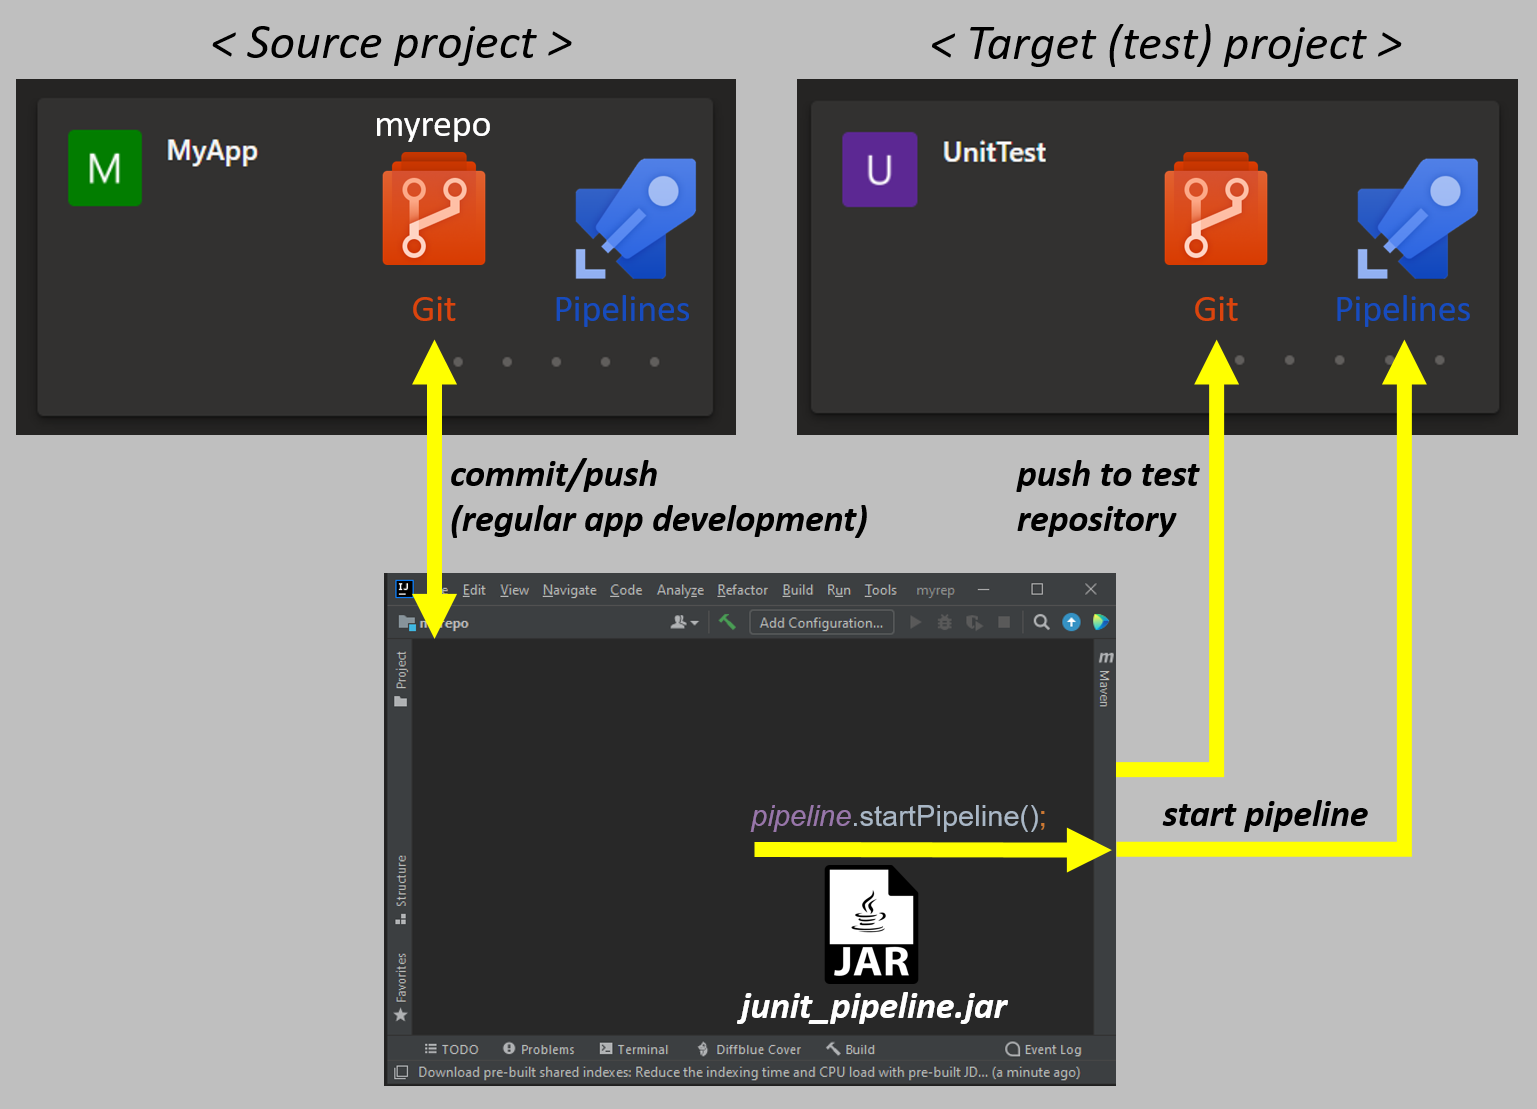 < Source project >
< Target (test) project >
M
MyApp
myrepo
Git
Pipelines
U
UnitTest
Git
Pipelines
commit/push
(regular app development)
push to test
repository
IJ
Edit View Navigate Code Analyze Refactor Build Run Tools myrep
Add Configuration...
Project
m Maven
pipeline.startPipeline();
start pipeline
JAR
junit_pipeline.jar
Structure
Favorites
TODO Problems Terminal Diffblue Cover Build Event Log
Download pre-built shared indexes: Reduce the indexing time and CPU load with pre-built JD... (a minute ago)